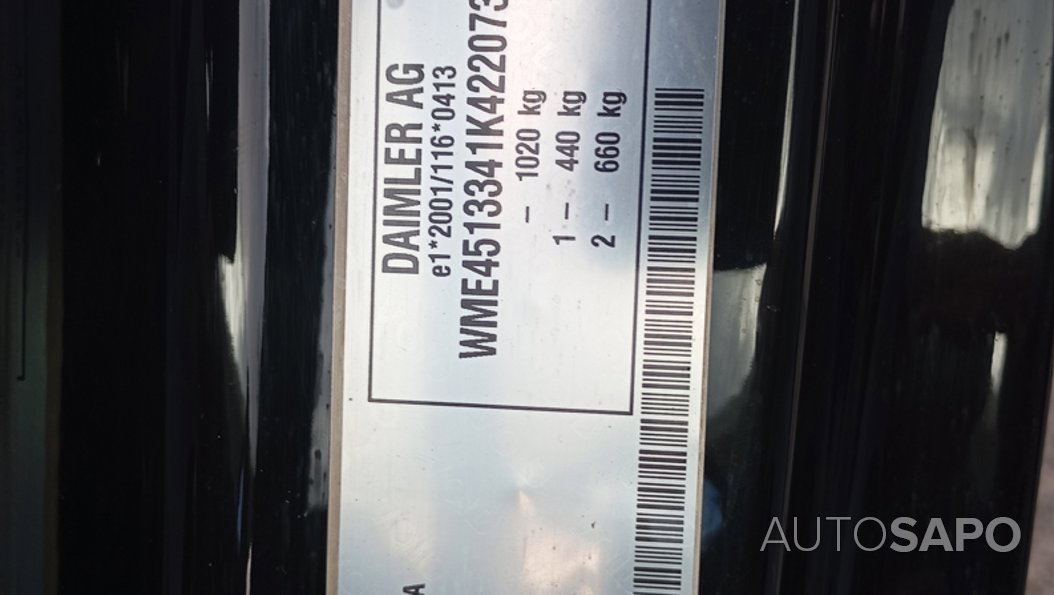 DAIMLER AG
e1*2001/116*0413
WME4513341K422073
– 1020 kg
1 – 440 kg
2 – 660 kg
A
AUTOSAPO